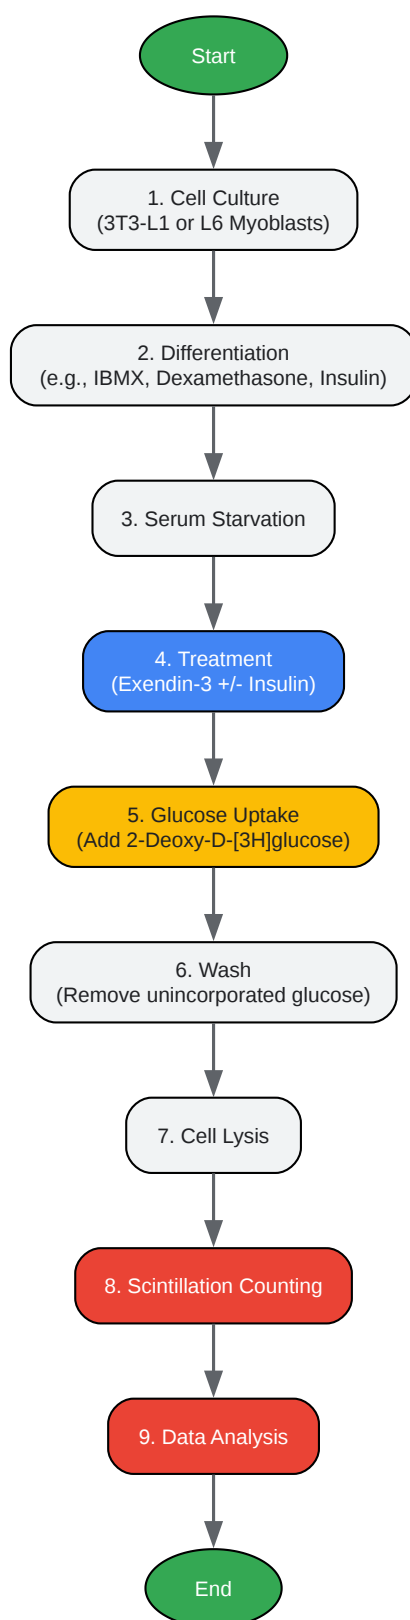 Start
1. Cell Culture
(3T3-L1 or L6 Myoblasts)
2. Differentiation
(e.g., IBMX, Dexamethasone, Insulin)
3. Serum Starvation
4. Treatment
(Exendin-3 +/- Insulin)
5. Glucose Uptake
(Add 2-Deoxy-D-[3H]glucose)
6. Wash
(Remove unincorporated glucose)
7. Cell Lysis
8. Scintillation Counting
9. Data Analysis
End